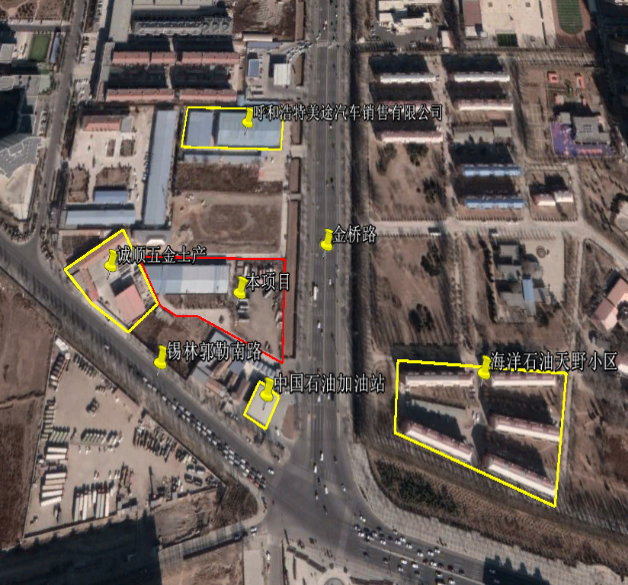 呼和浩特美途汽车销售有限公司
金桥路
诚顺五金土产
本项目
锡林郭勒南路
海洋石油天野小区
中国石油加油站